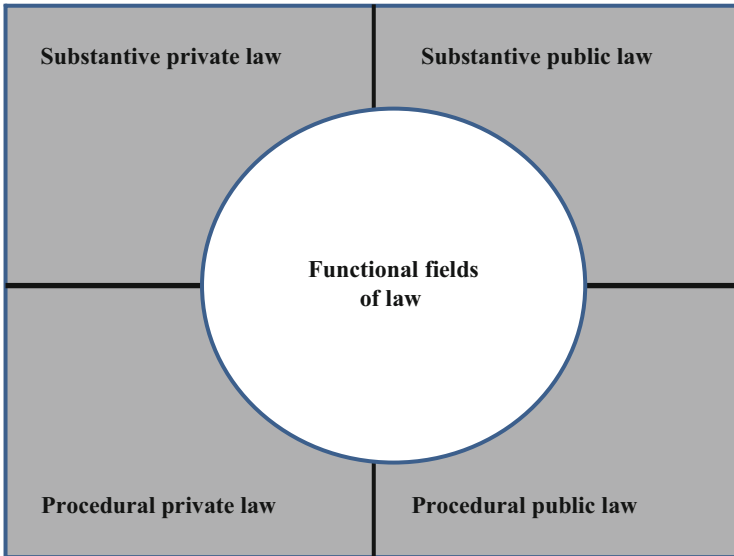 Substantive private law
Substantive public law
Functional fields
of law
Procedural private law
Procedural public law